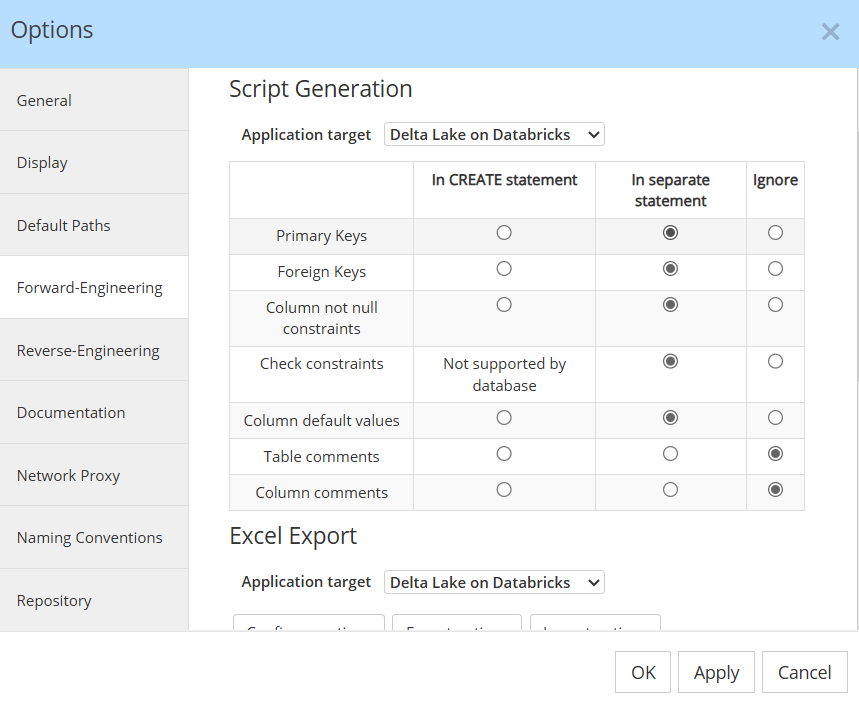 Options
General
Display
Default Paths
Forward-Engineering
Reverse-Engineering
Documentation
Network Proxy
Naming Conventions
Repository
Script Generation
Application target Delta Lake on Databricks
In CREATE statement
In separate
statement
Ignore
Primary Keys
Foreign Keys
Column not null
constraints
Check constraints
Not supported by
database
Column default values
Table comments
Column comments
Excel Export
Application target Delta Lake on Databricks
OK
Apply
Cancel